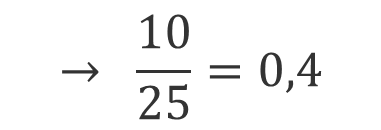 → 10/25 = 0,4